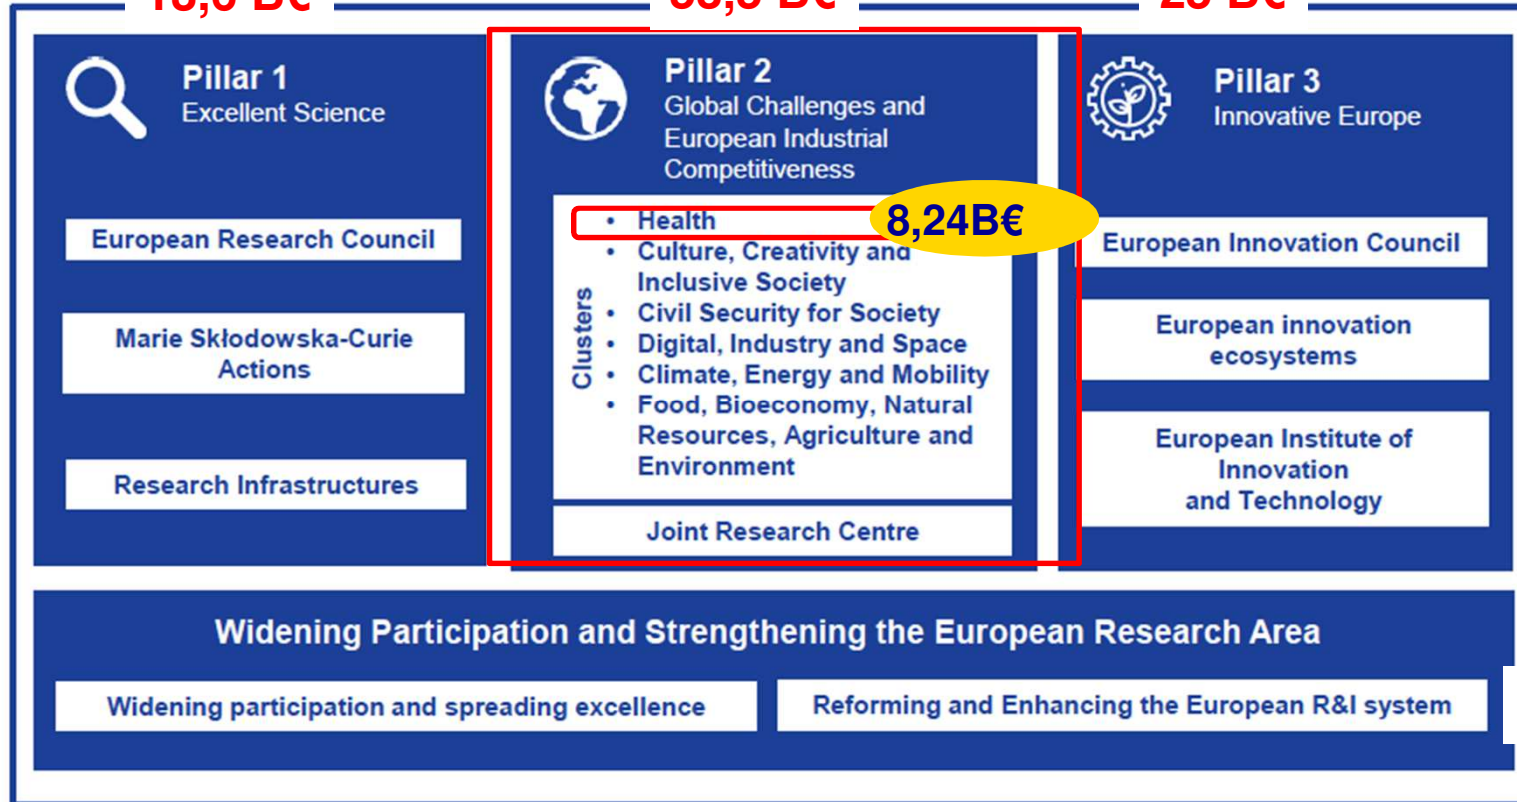 B€
B€
B€
Pillar 1
Excellent Science
European Research Council
Marie Skłodowska-Curie
Actions
Research Infrastructures
Pillar 2
Global Challenges and
European Industrial
Competitiveness
Clusters
• Health
8,24B€
• Culture, Creativity and
Inclusive Society
• Civil Security for Society
• Digital, Industry and Space
• Climate, Energy and Mobility
• Food, Bioeconomy, Natural
Resources, Agriculture and
Environment
Joint Research Centre
Pillar 3
Innovative Europe
European Innovation Council
European innovation
ecosystems
European Institute of
Innovation
and Technology
Widening Participation and Strengthening the European Research Area
Widening participation and spreading excellence
Reforming and Enhancing the European R&I system